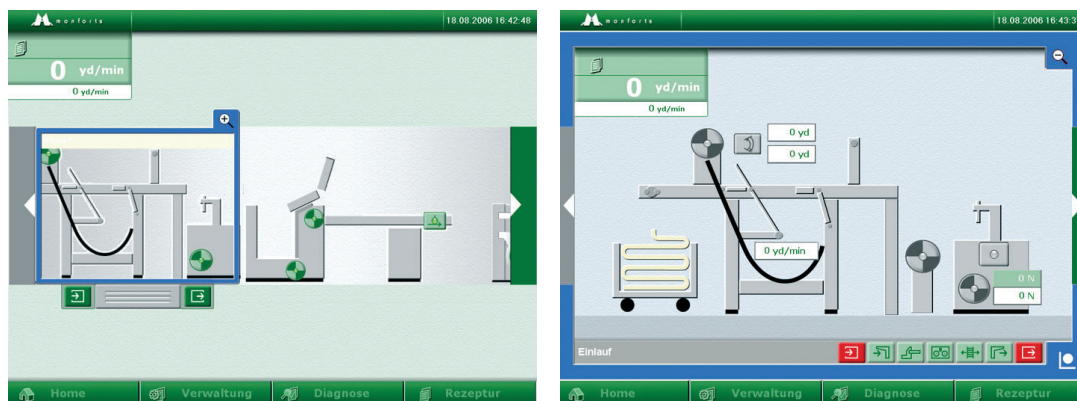 monforts
18.08.2006 16:42:48
0 yd/min
0 yd/min
Home
Verwaltung
Diagnose
Rezeptur
monforts
18.08.2006 16:43:3
0 yd/min
0 yd/min
0 yd
0 yd
0 yd/min
0 N
0 N
Einlauf
Home
Verwaltung
Diagnose
Rezeptur